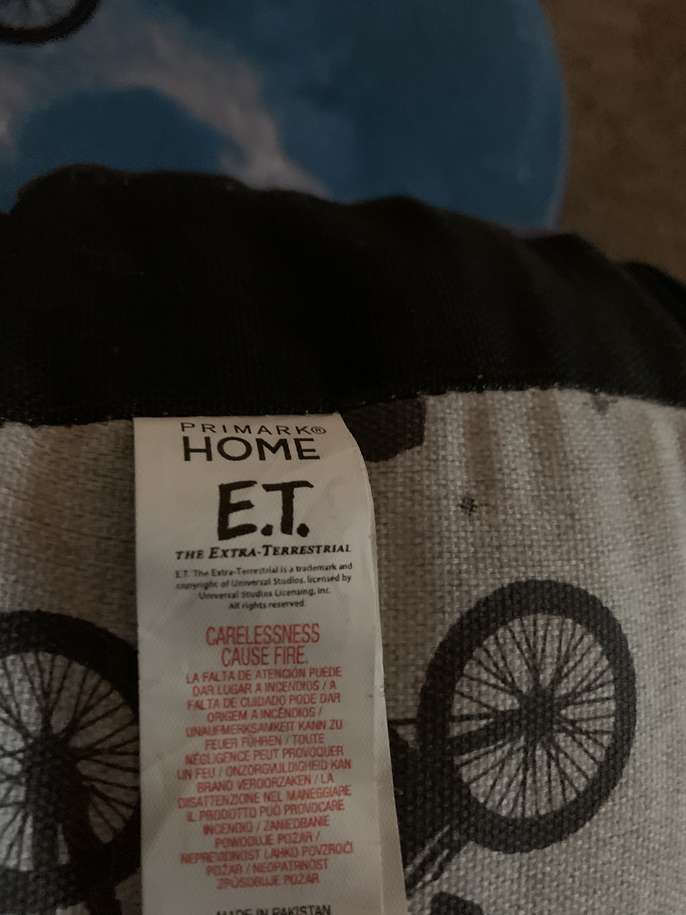 PRIMARK®
HOME
E.T.
THE EXTRA-TERRESTRIAL
E.T. The Extra-Terrestrial is a trademark and
copyright of Universal Studios. licensed by
Universal Studios Licensing, Inc.
All rights reserved.
CARELESSNESS
CAUSE FIRE.
LA FALTA DE ATENCIÓN PUEDE
DAR LUGAR A INCENDIOS / A
FALTA DE CUIDADO PODE DAR
ORIGEM A INCÊNDIOS /
UNAUFMERKSAMKEIT KANN ZU
FEUER FÜHREN / TOUTE
NÉGLIGENCE PEUT PROVOQUER
UN FEU / ONZORGVULDIGHEID KAN
BRAND VEROORZAKEN / LA
DISATTENZIONE NEL MANEGGIARE
IL PRODOTTO PUÒ PROVOCARE
INCENDIO / ZANIEDBANIE
POWODUJE POŻAR /
NEPREVIDNOST LAHKO POVZROČI
POŽAR / NEOPATRNOST
ZPŮSOBUJE POŽÁR
MADE IN PAKISTAN